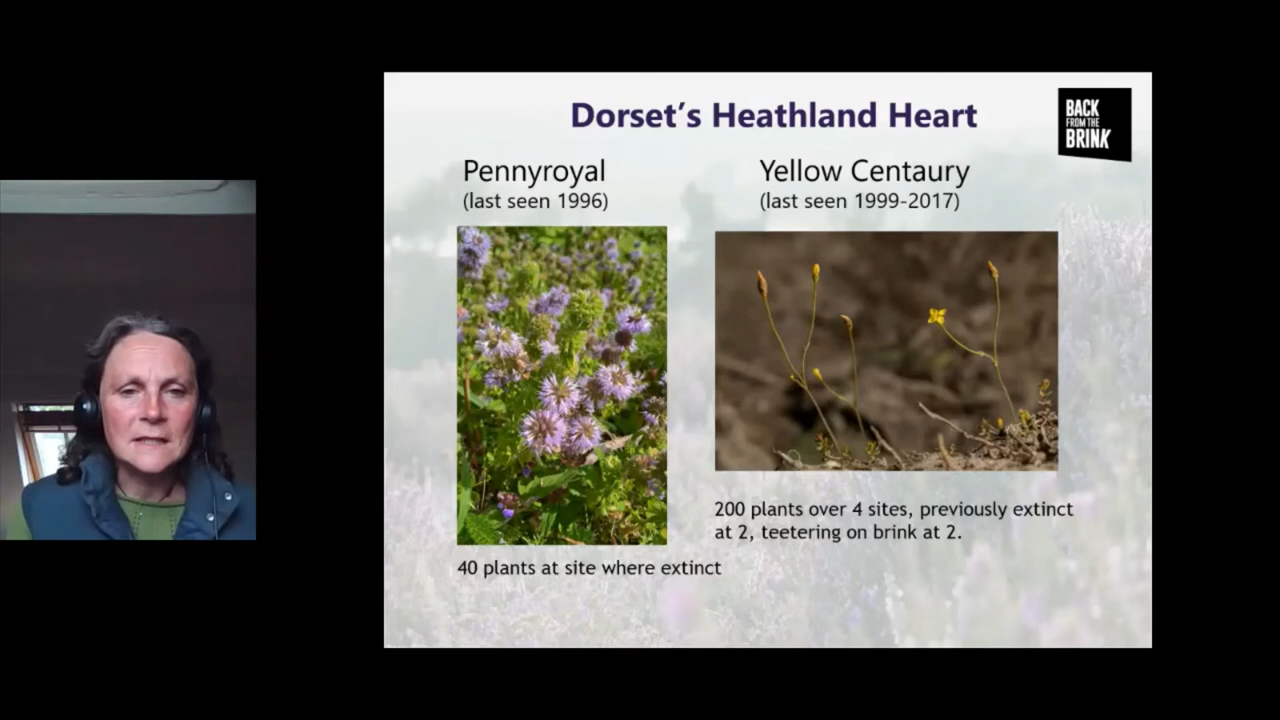 Dorset's Heathland Heart
BACK
FROM THE
BRINK
Pennyroyal
(last seen 1996)
Yellow Centaury
(last seen 1999-2017)
200 plants over 4 sites, previously extinct
at 2, teetering on brink at 2.
40 plants at site where extinct